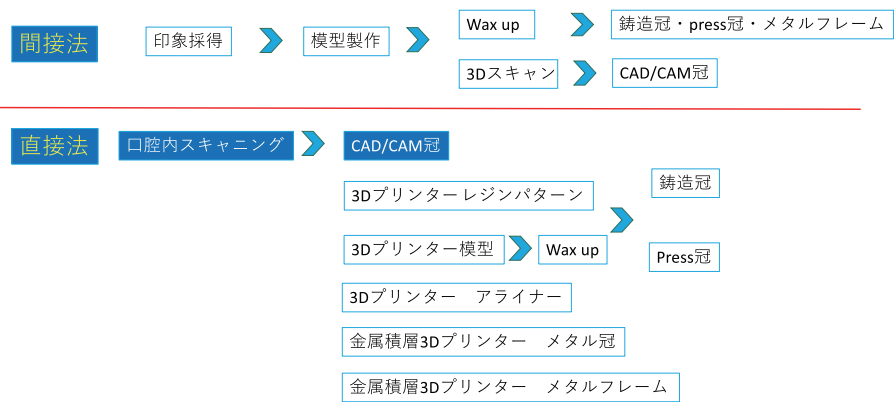 間接法
印象採得
模型製作
Wax up
鋳造冠・press冠・メタルフレーム
3Dスキャン
CAD/CAM冠
直接法
口腔内スキャニング
CAD/CAM冠
3Dプリンターレジンパターン
鋳造冠
3Dプリンター模型
Wax up
Press冠
3Dプリンター　アライナー
金属積層3Dプリンター　メタル冠
金属積層3Dプリンター　メタルフレーム